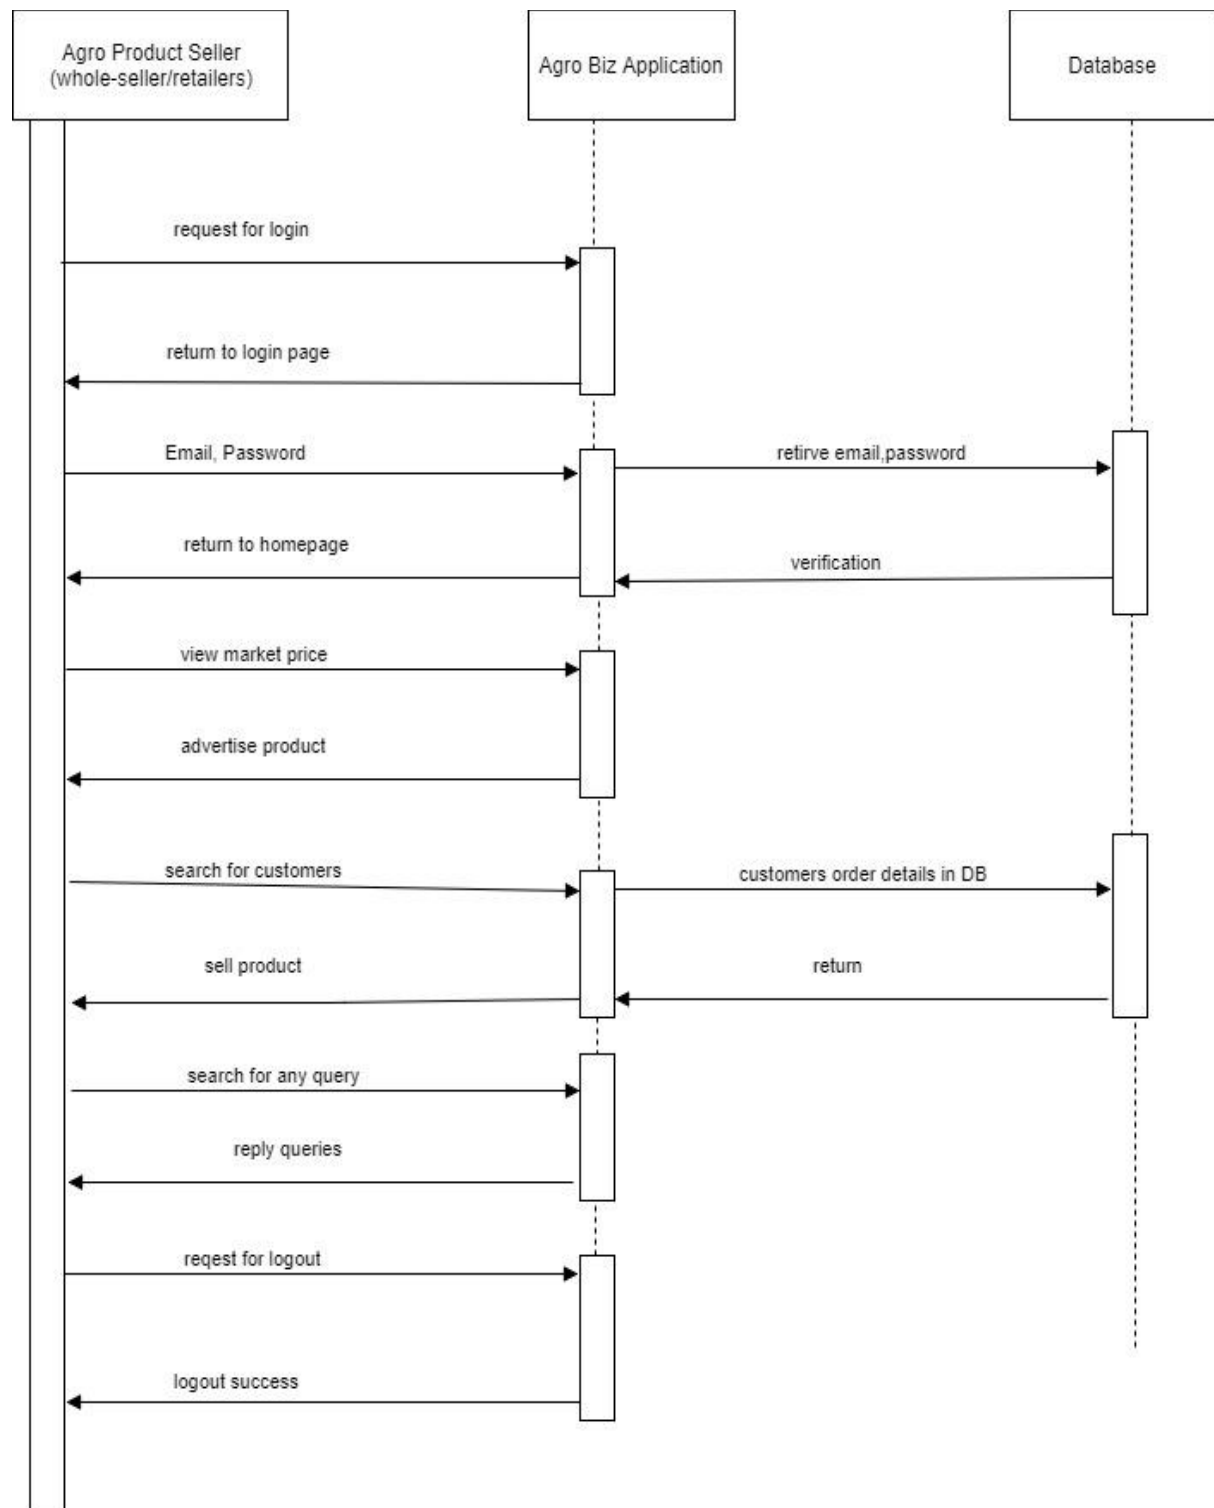 Agro Product Seller
(whole-seller/retailers)
Agro Biz Application
Database
request for login
return to login page
Email, Password
retirve email,password
return to homepage
verification
view market price
advertise product
search for customers
customers order details in DB
sell product
return
search for any query
reply queries
reqest for logout
logout success